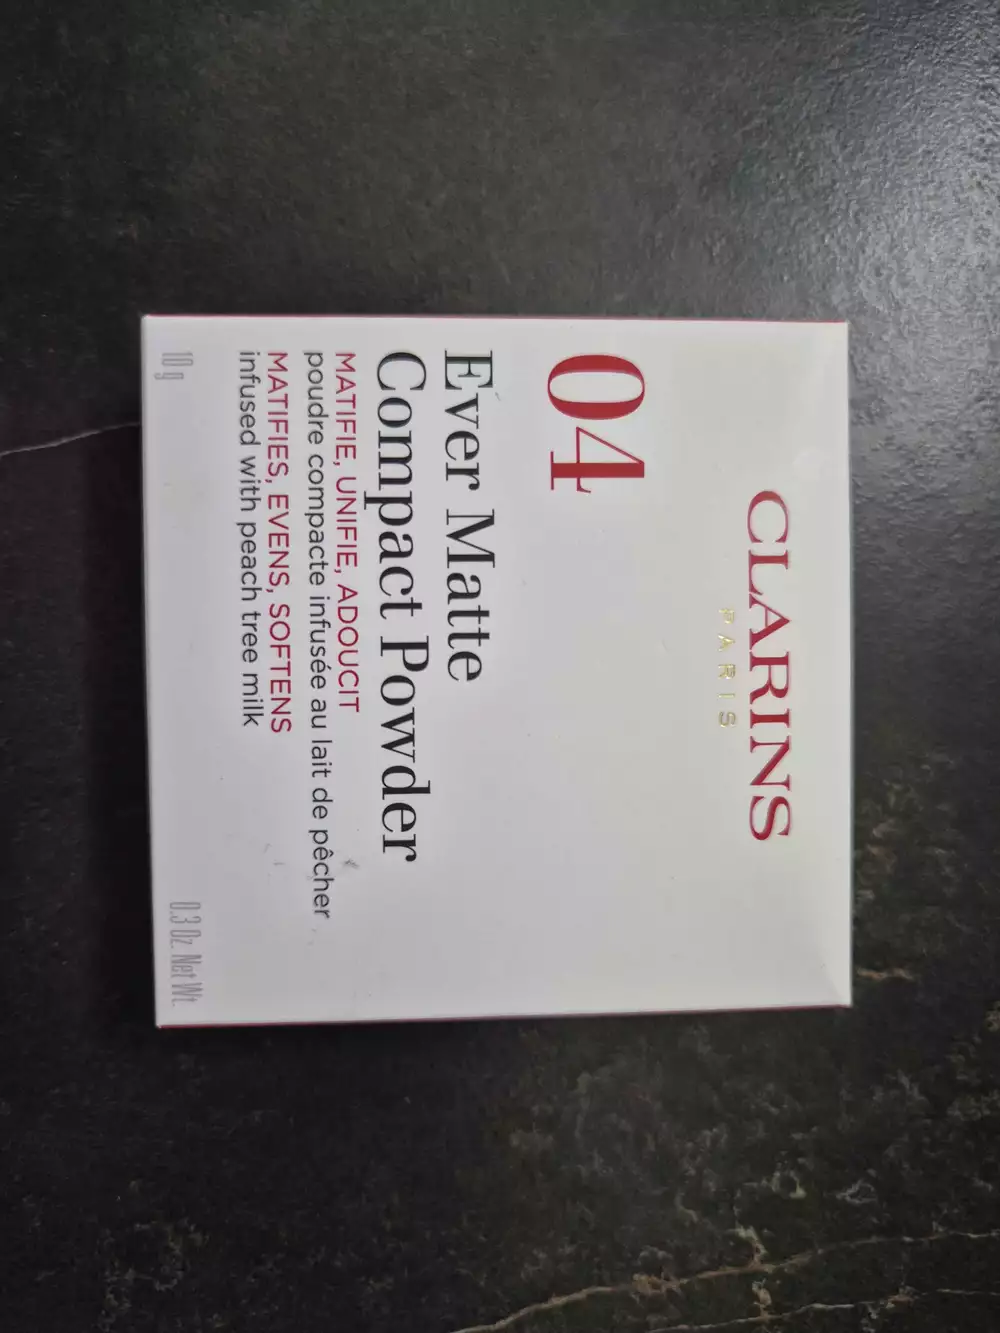 CLARINS
PARIS
04
Ever Matte
Compact Powder
MATIFIE, UNIFIE, ADOUCIT
poudre compacte infusée au lait de pêcher
MATIFIES, EVENS, SOFTENS
infused with peach tree milk
10 g
0.3 Oz. Net Wt.